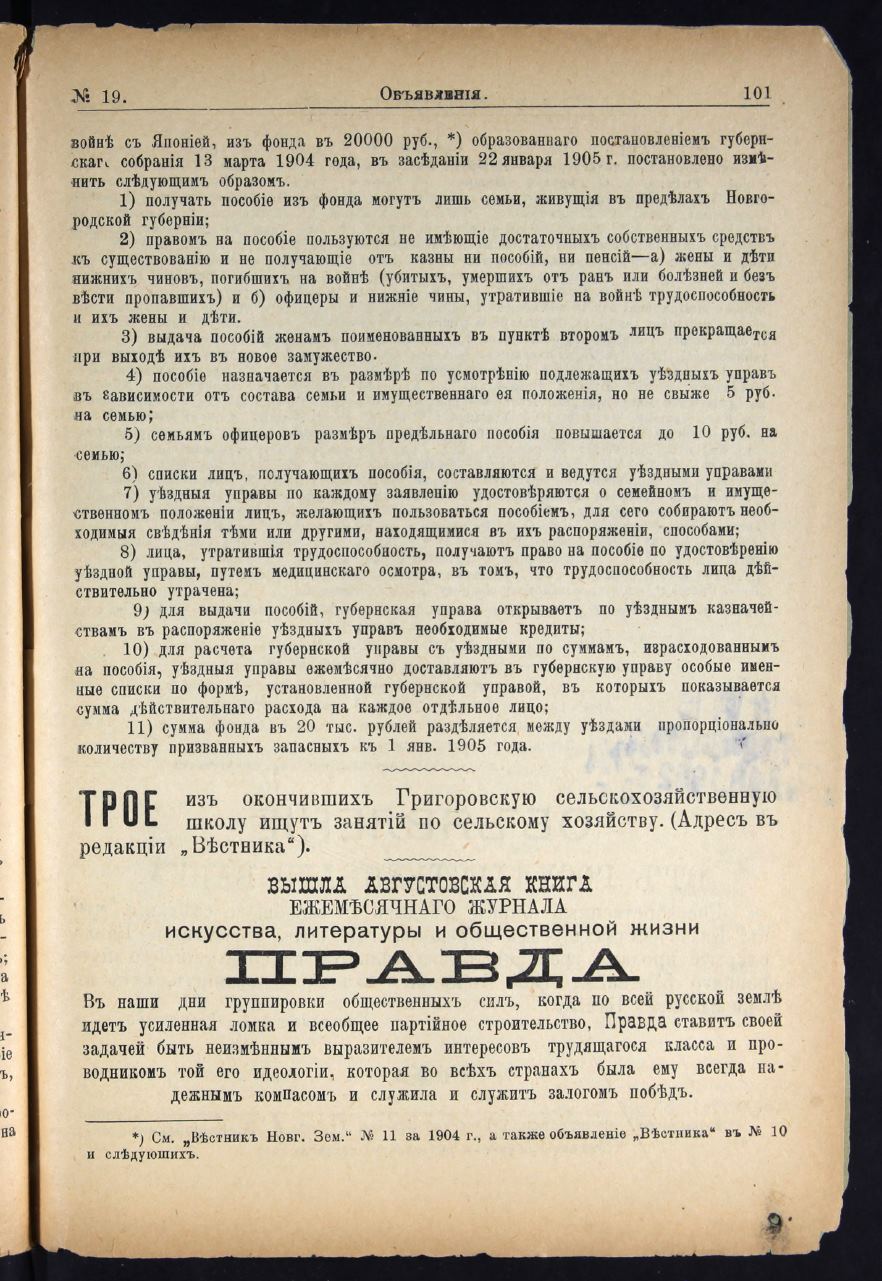 № 19.
Объявленія.
101
войнѣ съ Японіей, изъ фонда въ 20000 руб., *) образованнаго постановленіемъ губерн-
скаго собранія 13 марта 1904 года, въ засѣданіи 22 января 1905 г. постановлено измѣ-
нить слѣдующимъ образомъ.
1) получать пособіе изъ фонда могутъ лишь семьи, живущія въ предѣлахъ Новго-
родской губерніи;
2) правомъ на пособіе пользуются не имѣющіе достаточныхъ собственныхъ средствъ
къ существованію и не получающіе отъ казны ни пособій, ни пенсій—а) жены и дѣти
нижнихъ чиновъ, погибшихъ на войнѣ (убитыхъ, умершихъ отъ ранъ или болѣзней и безъ
вѣсти пропавшихъ) и б) офицеры и нижніе чины, утратившіе на войнѣ трудоспособность
и ихъ жены и дѣти.
3) выдача пособій женамъ поименованныхъ въ пунктѣ второмъ лицъ прекращается
при выходѣ ихъ въ новое замужество.
4) пособіе назначается въ размѣрѣ по усмотрѣнію подлежащихъ уѣздныхъ управъ
въ зависимости отъ состава семьи и имущественнаго ея положенія, но не свыже 5 руб.
на семью;
5) семьямъ офицеровъ размѣръ предѣльнаго пособія повышается до 10 руб. на
семью;
6) списки лицъ, получающихъ пособія, составляются и ведутся уѣздными управами
7) уѣздныя управы по каждому заявленію удостовѣряются о семейномъ и имуще-
ственномъ положеніи лицъ, желающихъ пользоваться пособіемъ, для сего собираютъ необ-
ходимыя свѣдѣнія тѣми или другими, находящимися въ ихъ распоряженіи, способами;
8) лица, утратившія трудоспособность, получаютъ право на пособіе по удостовѣренію
уѣздной управы, путемъ медицинскаго осмотра, въ томъ, что трудоспособность лица дѣй-
ствительно утрачена;
9) для выдачи пособій, губернская управа открываетъ по уѣзднымъ казначей-
ствамъ въ распоряженіе уѣздныхъ управъ необходимые кредиты;
10) для расчета губернской управы съ уѣздными по суммамъ, израсходованнымъ
на пособія, уѣздныя управы ежемѣсячно доставляютъ въ губернскую управу особые имен-
ные списки по формѣ, установленной губернской управой, въ которыхъ показывается
сумма дѣйствительнаго расхода на каждое отдѣльное лицо;
11) сумма фонда въ 20 тыс. рублей раздѣляется между уѣздами пропорціонально
количеству призванныхъ запасныхъ къ 1 янв. 1905 года.
ТРОЕ изъ окончившихъ Григоровскую сельскохозяйственную
школу ищутъ занятій по сельскому хозяйству. (Адресъ въ
редакціи „Вѣстника“).
ВЫШЛА АВГУСТОВСКАЯ КНИГА
ЕЖЕМѢСЯЧНАГО ЖУРНАЛА
искусства, литературы и общественной жизни
ПРАВДА
Въ наши дни группировки общественныхъ силъ, когда по всей русской землѣ
идетъ усиленная ломка и всеобщее партійное строительство, Правда ставитъ своей
задачей быть неизмѣннымъ выразителемъ интересовъ трудящагося класса и про-
водникомъ той его идеологіи, которая во всѣхъ странахъ была ему всегда на-
дежнымъ компасомъ и служила и служитъ залогомъ побѣдъ.
*) См. „Вѣстникъ Новг. Зем.“ № 11 за 1904 г., а также объявленіе „Вѣстника“ въ № 10
и слѣдующихъ.
9